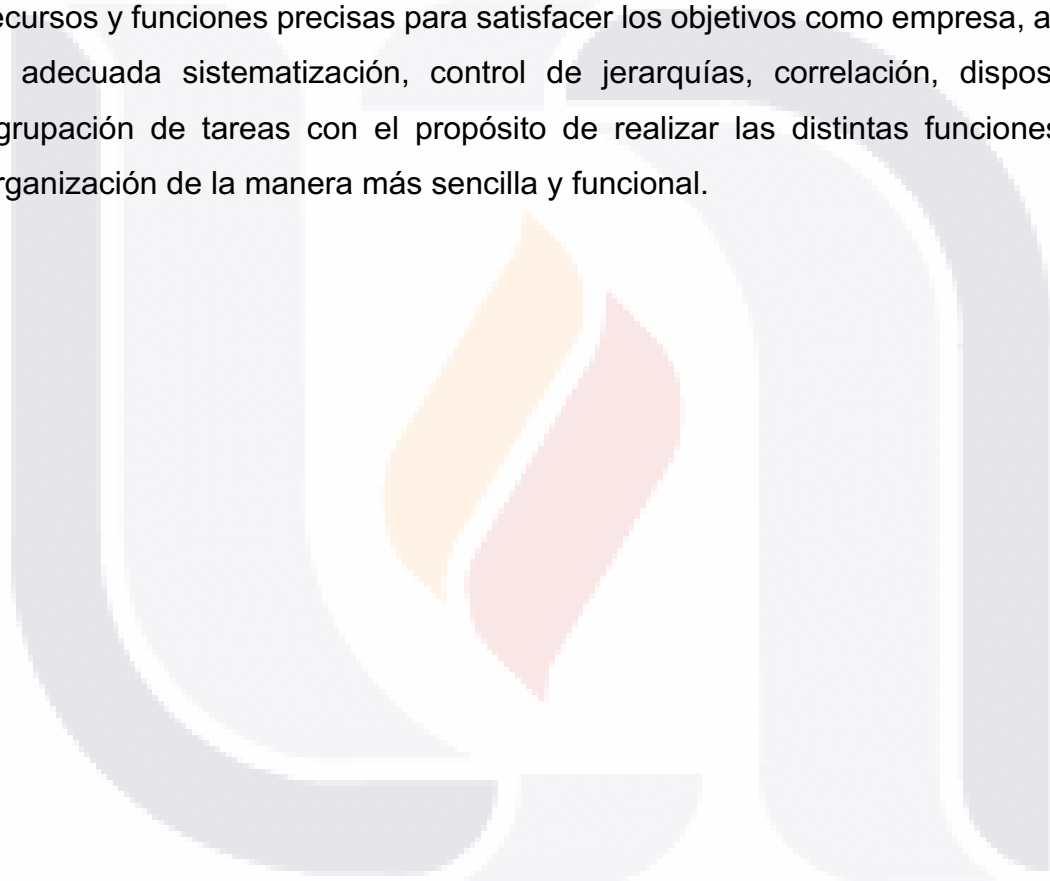 ecursos y funciones precisas para satisfacer los objetivos como empresa, a
adecuada sistematización, control de jerarquías, correlación, dispos
grupación de tareas con el propósito de realizar las distintas funciones
rganización de la manera más sencilla y funcional.